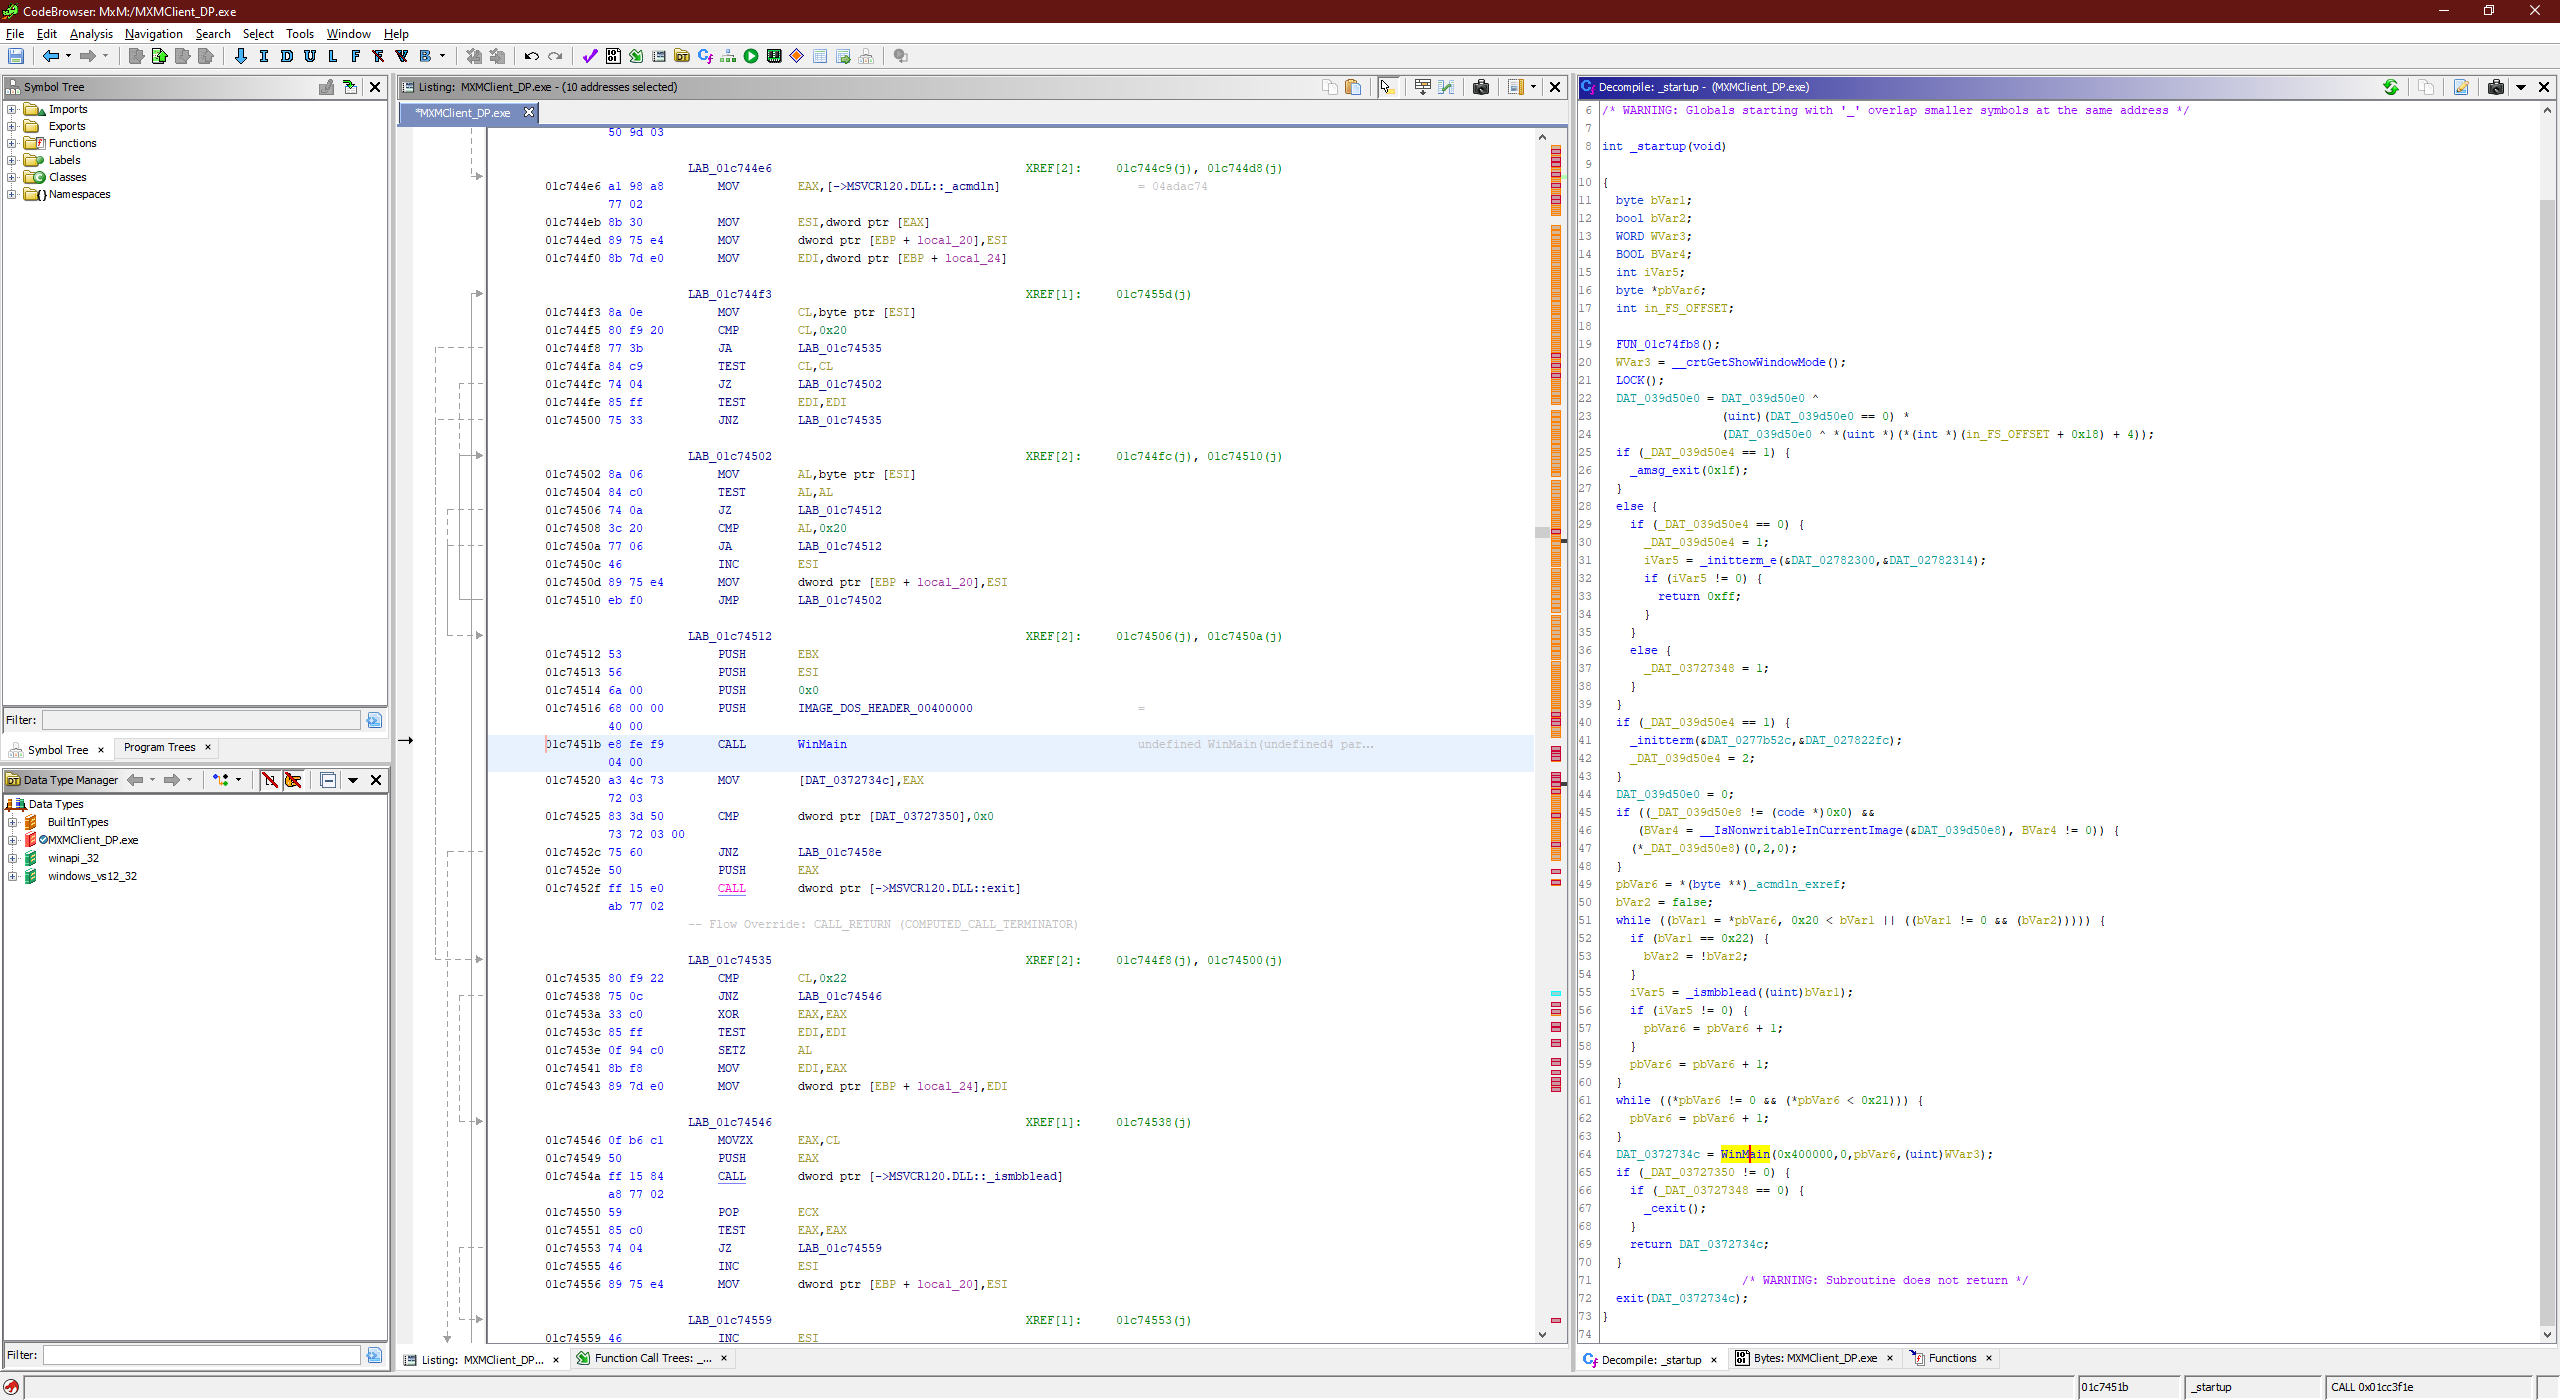 CodeBrowser: MxM:/MXMClient_DP.exe
File Edit Analysis Navigation Search Select Tools Window Help
Symbol Tree
Imports
Exports
Functions
Labels
Classes
Namespaces
Filter:
Symbol Tree × Program Trees ×
Data Type Manager
Data Types
BuiltInTypes
MXMClient_DP.exe
winapi_32
windows_vs12_32
Filter:
Listing: MXMClient_DP.exe - (10 addresses selected)
*MXMClient_DP.exe
50 9d 03
LAB_01c744e6 XREF[2]: 01c744c9(j), 01c744d8(j)
01c744e6 a1 98 a8 MOV EAX,[->MSVCR120.DLL::_acmdln] = 04adac74
77 02
01c744eb 8b 30 MOV ESI,dword ptr [EAX]
01c744ed 89 75 e4 MOV dword ptr [EBP + local_20],ESI
01c744f0 8b 7d e0 MOV EDI,dword ptr [EBP + local_24]
LAB_01c744f3 XREF[1]: 01c7455d(j)
01c744f3 8a 0e MOV CL,byte ptr [ESI]
01c744f5 80 f9 20 CMP CL,0x20
01c744f8 77 3b JA LAB_01c74535
01c744fa 84 c9 TEST CL,CL
01c744fc 74 04 JZ LAB_01c74502
01c744fe 85 ff TEST EDI,EDI
01c74500 75 33 JNZ LAB_01c74535
LAB_01c74502 XREF[2]: 01c744fc(j), 01c74510(j)
01c74502 8a 06 MOV AL,byte ptr [ESI]
01c74504 84 c0 TEST AL,AL
01c74506 74 0a JZ LAB_01c74512
01c74508 3c 20 CMP AL,0x20
01c7450a 77 06 JA LAB_01c74512
01c7450c 46 INC ESI
01c7450d 89 75 e4 MOV dword ptr [EBP + local_20],ESI
01c74510 eb f0 JMP LAB_01c74502
LAB_01c74512 XREF[2]: 01c74506(j), 01c7450a(j)
01c74512 53 PUSH EBX
01c74513 56 PUSH ESI
01c74514 6a 00 PUSH 0x0
01c74516 68 00 00 PUSH IMAGE_DOS_HEADER_00400000 =
40 00
01c7451b e8 fe f9 CALL WinMain undefined WinMain(undefined4 par...
04 00
01c74520 a3 4c 73 MOV [DAT_0372734c],EAX
72 03
01c74525 83 3d 50 CMP dword ptr [DAT_03727350],0x0
73 72 03 00
01c7452c 75 60 JNZ LAB_01c7458e
01c7452e 50 PUSH EAX
01c7452f ff 15 e0 CALL dword ptr [->MSVCR120.DLL::exit]
ab 77 02
-- Flow Override: CALL_RETURN (COMPUTED_CALL_TERMINATOR)
LAB_01c74535 XREF[2]: 01c744f8(j), 01c74500(j)
01c74535 80 f9 22 CMP CL,0x22
01c74538 75 0c JNZ LAB_01c74546
01c7453a 33 c0 XOR EAX,EAX
01c7453c 85 ff TEST EDI,EDI
01c7453e 0f 94 c0 SETZ AL
01c74541 8b f8 MOV EDI,EAX
01c74543 89 7d e0 MOV dword ptr [EBP + local_24],EDI
LAB_01c74546 XREF[1]: 01c74538(j)
01c74546 0f b6 c1 MOVZX EAX,CL
01c74549 50 PUSH EAX
01c7454a ff 15 84 CALL dword ptr [->MSVCR120.DLL::_ismbblead]
a8 77 02
01c74550 59 POP ECX
01c74551 85 c0 TEST EAX,EAX
01c74553 74 04 JZ LAB_01c74559
01c74555 46 INC ESI
01c74556 89 75 e4 MOV dword ptr [EBP + local_20],ESI
LAB_01c74559 XREF[1]: 01c74553(j)
01c74559 46 INC ESI
Listing: MXMClient_DP... × Function Call Trees: _... ×
Decompile: _startup - (MXMClient_DP.exe)
6 /* WARNING: Globals starting with '_' overlap smaller symbols at the same address */
7
8 int _startup(void)
9
10 {
11 byte bVar1;
12 bool bVar2;
13 WORD WVar3;
14 BOOL BVar4;
15 int iVar5;
16 byte *pbVar6;
17 int in_FS_OFFSET;
18
19 FUN_01c74fb8();
20 WVar3 = __crtGetShowWindowMode();
21 LOCK();
22 DAT_039d50e0 = DAT_039d50e0 ^
23 (uint)(DAT_039d50e0 == 0) *
24 (DAT_039d50e0 ^ *(uint *)(*(int *)(in_FS_OFFSET + 0x18) + 4));
25 if (_DAT_039d50e4 == 1) {
26 _amsg_exit(0x1f);
27 }
28 else {
29 if (_DAT_039d50e4 == 0) {
30 _DAT_039d50e4 = 1;
31 iVar5 = _initterm_e(&DAT_02782300,&DAT_02782314);
32 if (iVar5 != 0) {
33 return 0xff;
34 }
35 }
36 else {
37 _DAT_03727348 = 1;
38 }
39 }
40 if (_DAT_039d50e4 == 1) {
41 _initterm(&DAT_0277b52c,&DAT_027822fc);
42 _DAT_039d50e4 = 2;
43 }
44 DAT_039d50e0 = 0;
45 if ((_DAT_039d50e8 != (code *)0x0) &&
46 (BVar4 = __IsNonwritableInCurrentImage(&DAT_039d50e8), BVar4 != 0)) {
47 (*_DAT_039d50e8)(0,2,0);
48 }
49 pbVar6 = *(byte **)_acmdln_exref;
50 bVar2 = false;
51 while ((bVar1 = *pbVar6, 0x20 < bVar1 || ((bVar1 != 0 && (bVar2))))) {
52 if (bVar1 == 0x22) {
53 bVar2 = !bVar2;
54 }
55 iVar5 = _ismbblead((uint)bVar1);
56 if (iVar5 != 0) {
57 pbVar6 = pbVar6 + 1;
58 }
59 pbVar6 = pbVar6 + 1;
60 }
61 while ((*pbVar6 != 0 && (*pbVar6 < 0x21))) {
62 pbVar6 = pbVar6 + 1;
63 }
64 DAT_0372734c = WinMain(0x400000,0,pbVar6,(uint)WVar3);
65 if (_DAT_03727350 != 0) {
66 if (_DAT_03727348 == 0) {
67 _cexit();
68 }
69 return DAT_0372734c;
70 }
71 /* WARNING: Subroutine does not return */
72 exit(DAT_0372734c);
73 }
74
Decompile: _startup × Bytes: MXMClient_DP.exe × Functions ×
01c7451b _startup CALL 0x01cc3f1e